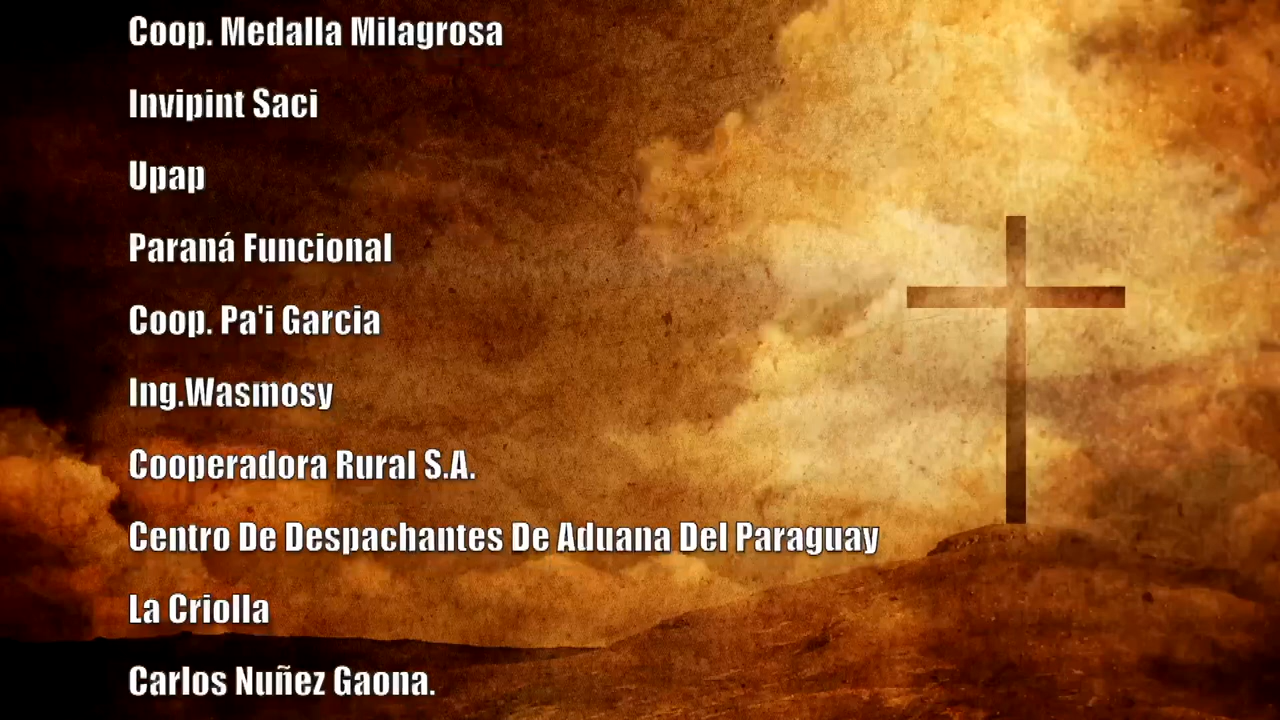 Coop. Medalla Milagrosa
Invipint Saci
Upap
Paraná Funcional
Coop. Pa'i Garcia
Ing.Wasmosy
Cooperadora Rural S.A.
Centro De Despachantes De Aduana Del Paraguay
La Criolla
Carlos Nuñez Gaona.